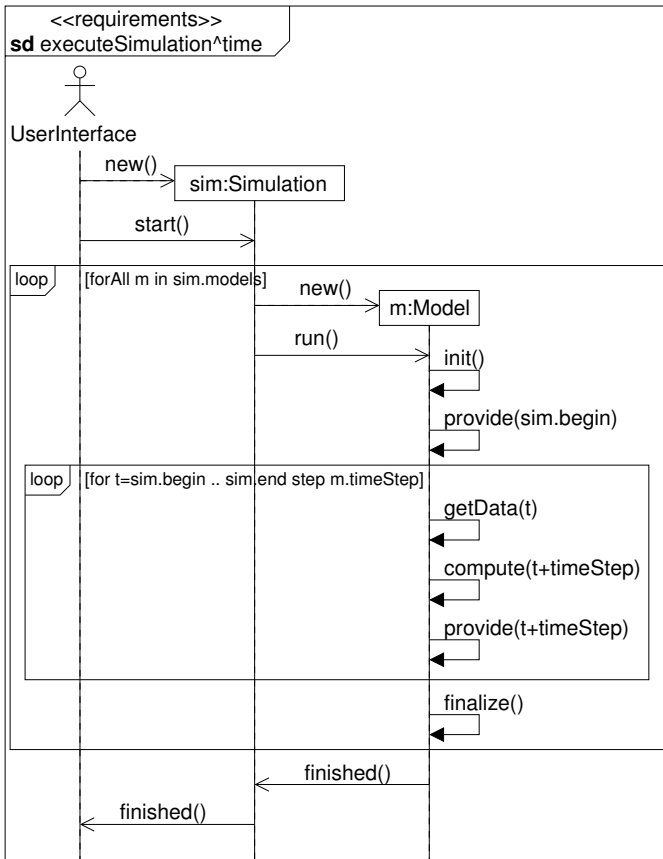 <<requirements>>
sd executeSimulation^time
UserInterface
new()
sim:Simulation
start()
loop
[forAll m in sim.models]
new()
m:Model
run()
init()
provide(sim.begin)
loop
[for t=sim.begin .. sim.end step m.timeStep]
getData(t)
compute(t+timeStep)
provide(t+timeStep)
finalize()
finished()
finished()